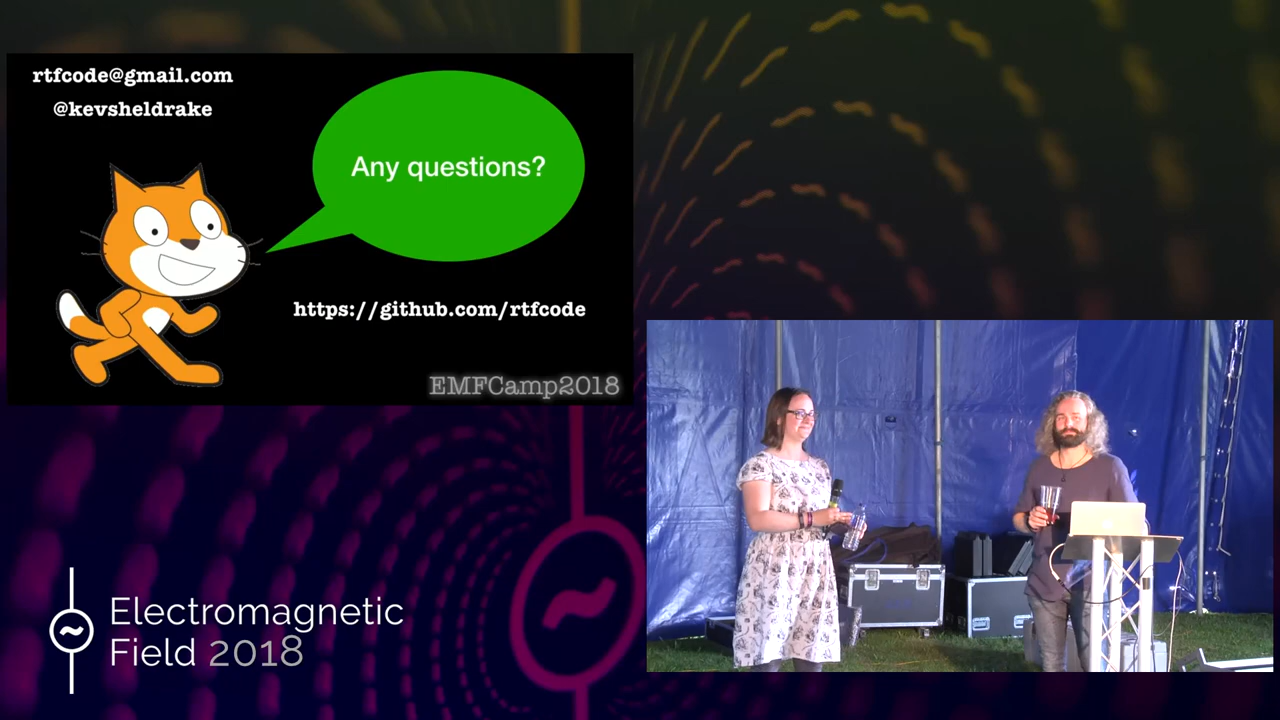 rtfcode@gmail.com
@kevsheldrake
Any questions?
https://github.com/rtfcode
EMFCamp2018
Electromagnetic
Field 2018